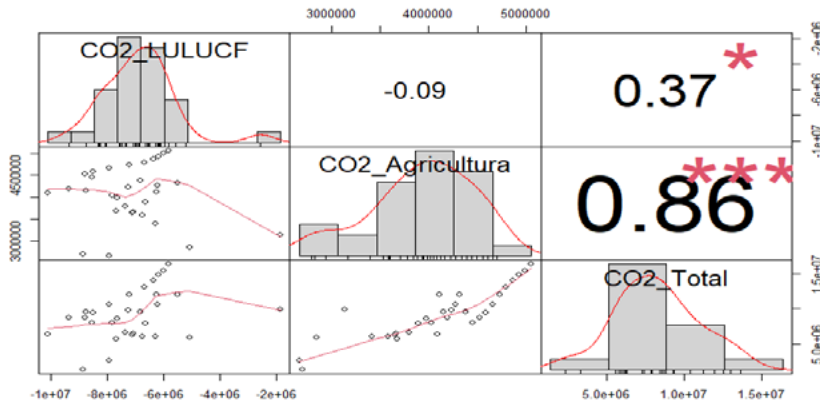 3000000 4000000 5000000
CO2_LULUCF
-0.09
0.37
*
-2e+06
-6e+06
-1e+07
CO2_Agricultura
0.86
***
4500000
3000000
CO2_Total
1.5e+07
5.0e+06
-1e+07 -8e+06 -6e+06 -4e+06 -2e+06
5.0e+06 1.0e+07 1.5e+07